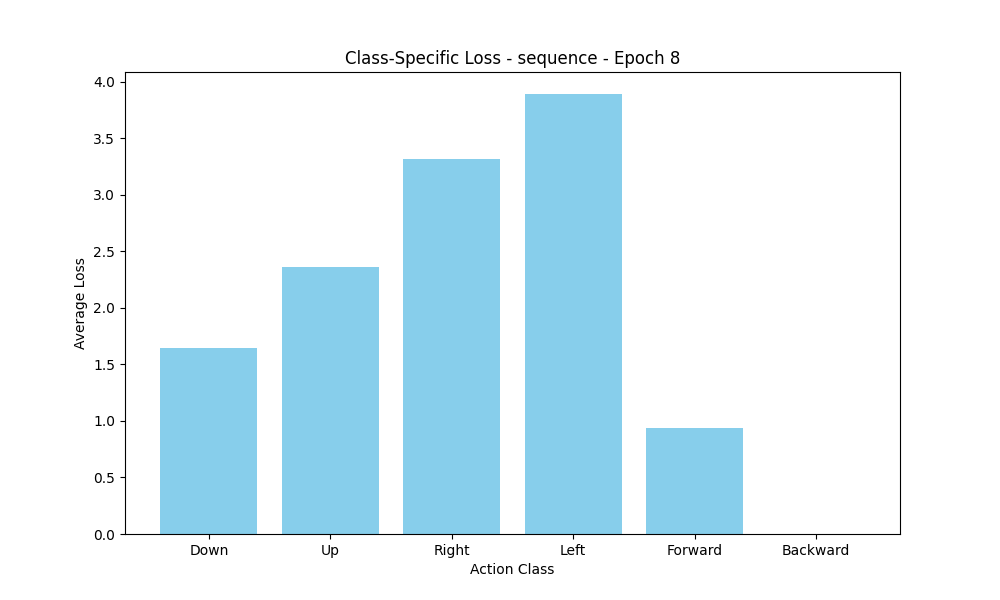 Class-Specific Loss - sequence - Epoch 8
Average Loss
4.0
3.5
3.0
2.5
2.0
1.5
1.0
0.5
0.0
Down Up Right Left Forward Backward
Action Class